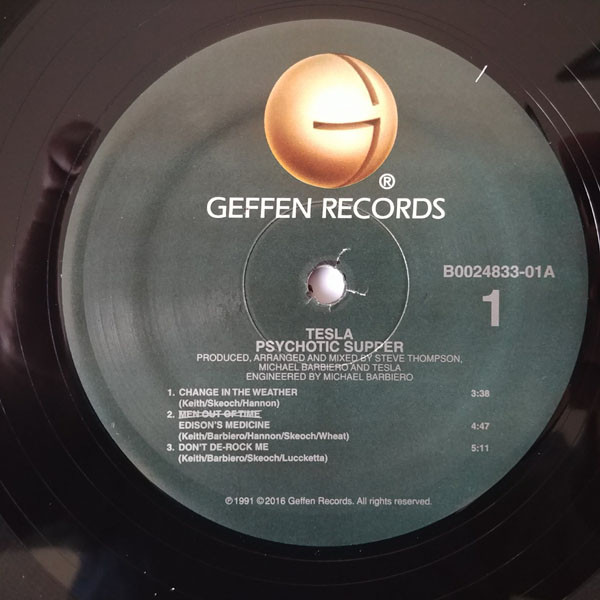 ®
GEFFEN RECORDS
B0024833-01A
1
TESLA
PSYCHOTIC SUPPER
PRODUCED, ARRANGED AND MIXED BY STEVE THOMPSON,
MICHAEL BARBIERO AND TESLA
ENGINEERED BY MICHAEL BARBIERO
1. CHANGE IN THE WEATHER 3:38
(Keith/Skeoch/Hannon)
2. MEN OUT OF TIME
EDISON'S MEDICINE 4:47
(Keith/Barbiero/Hannon/Skeoch/Wheat)
3. DON'T DE-ROCK ME 5:11
(Keith/Barbiero/Skeoch/Luccketta)
℗1991 ©2016 Geffen Records. All rights reserved.